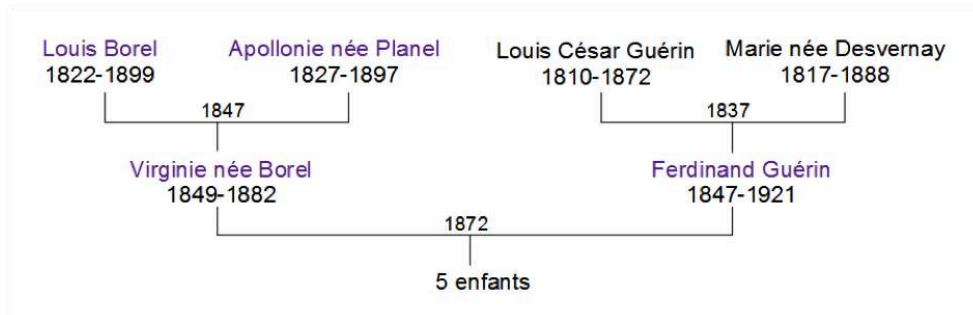 Louis Borel
1822-1899
Apollonie née Planel
1827-1897
Louis César Guérin
1810-1872
Marie née Desvernay
1817-1888
1847
1837
Virginie née Borel
1849-1882
Ferdinand Guérin
1847-1921
1872
5 enfants